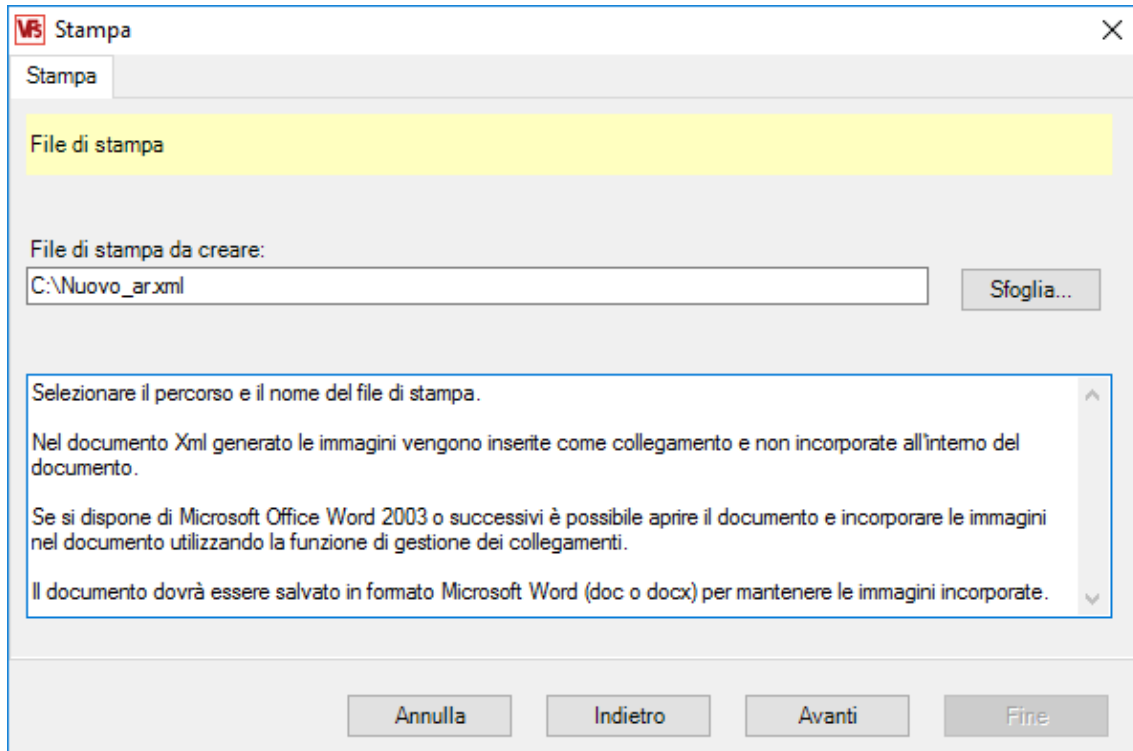 VFs Stampa
Stampa
File di stampa
File di stampa da creare:
C:\Nuovo_ar.xml
Sfoglia...
Selezionare il percorso e il nome del file di stampa.
Nel documento Xml generato le immagini vengono inserite come collegamento e non incorporate all'interno del
documento.
Se si dispone di Microsoft Office Word 2003 o successivi è possibile aprire il documento e incorporare le immagini
nel documento utilizzando la funzione di gestione dei collegamenti.
Il documento dovrà essere salvato in formato Microsoft Word (doc o docx) per mantenere le immagini incorporate.
Annulla Indietro Avanti Fine